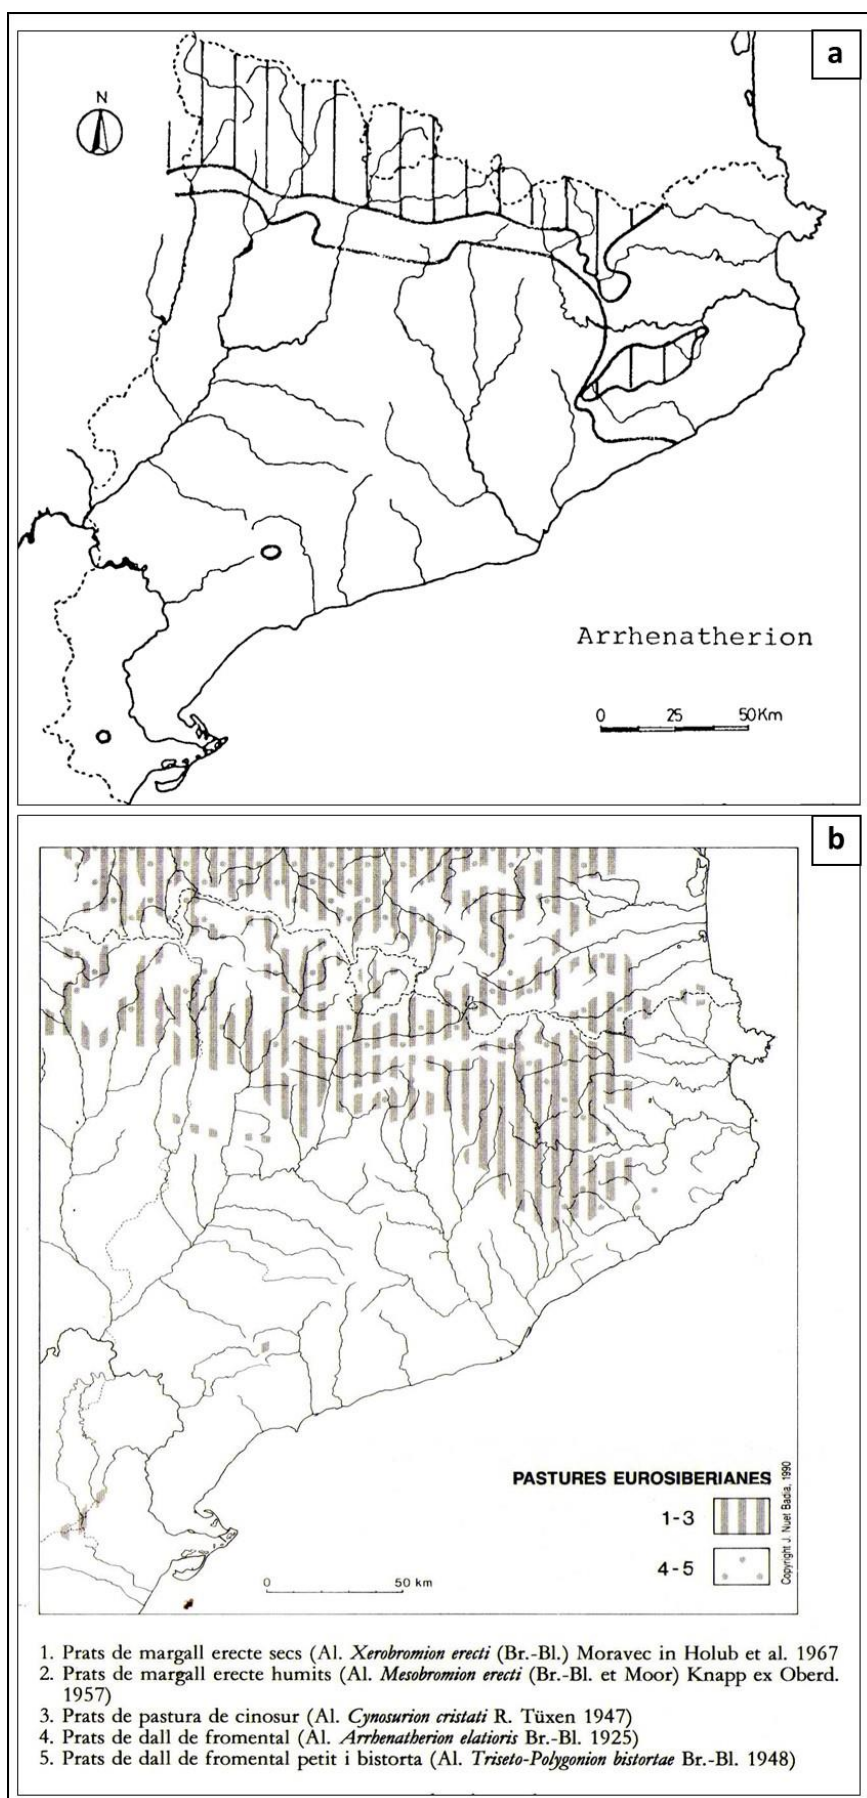 a
N
Arrhenatherion
0 25 50Km
b
PASTURES EUROSIBERIANES
1-3
4-5
Copyright J. Nuet Badia, 1990
0 50 km
1. Prats de margall erecte secs (Al. Xerobromion erecti (Br.-Bl.) Moravec in Holub et al. 1967
2. Prats de margall erecte humits (Al. Mesobromion erecti (Br.-Bl. et Moor) Knapp ex Oberd.
1957)
3. Prats de pastura de cinosur (Al. Cynosurion cristati R. Tüxen 1947)
4. Prats de dall de fromental (Al. Arrhenatherion elatioris Br.-Bl. 1925)
5. Prats de dall de fromental petit i bistorta (Al. Triseto-Polygonion bistortae Br.-Bl. 1948)